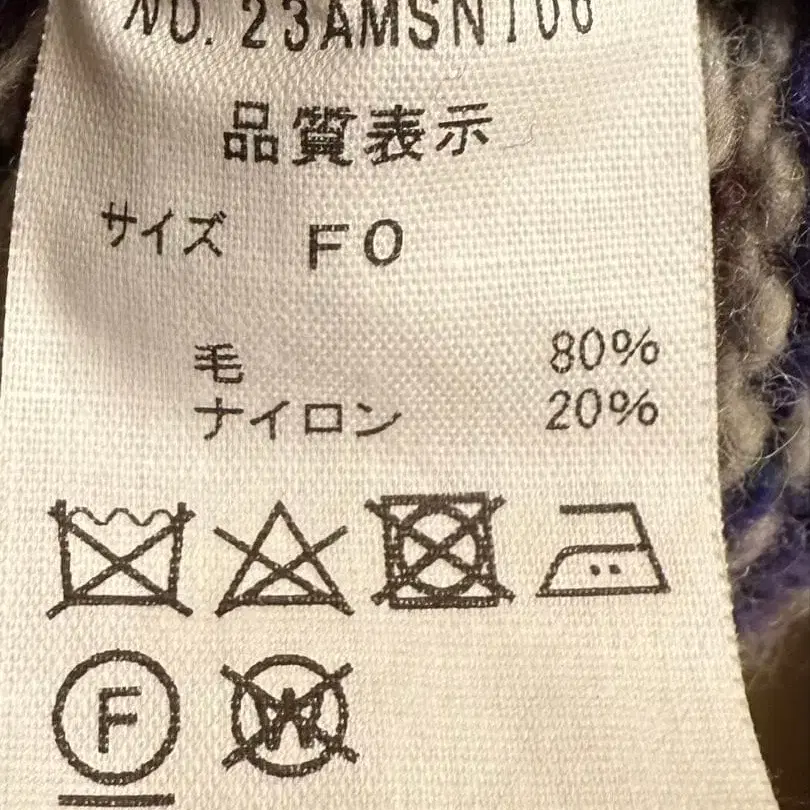 NO. 23AMSN106
品質表示
サイズ FO
毛 80%
ナイロン 20%
F W